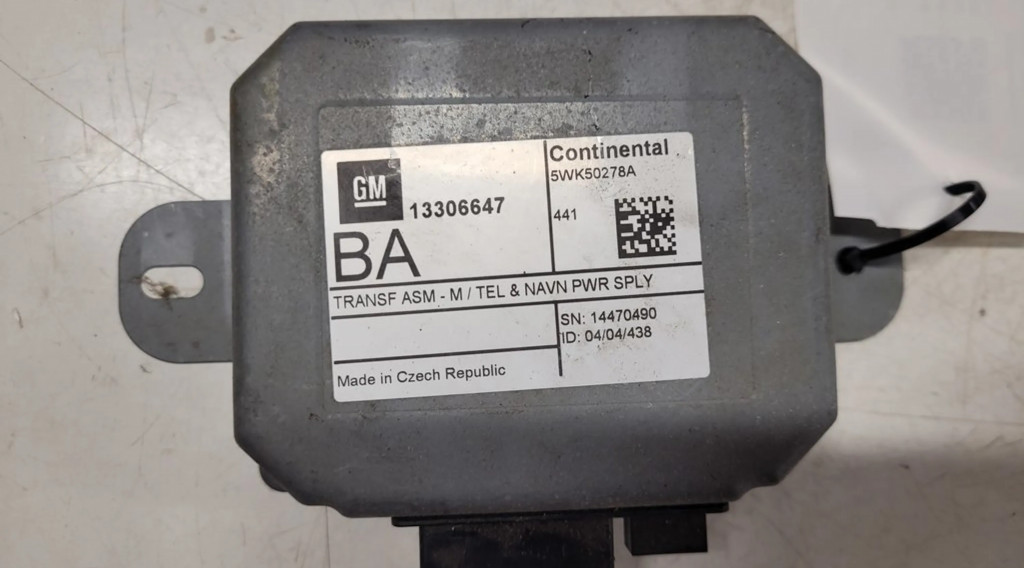 GM
13306647
BA
Continental
5WK50278A
441
TRANSF ASM - M / TEL & NAVN PWR SPLY
SN: 14470490
ID: 04/04/438
Made in Czech Republic